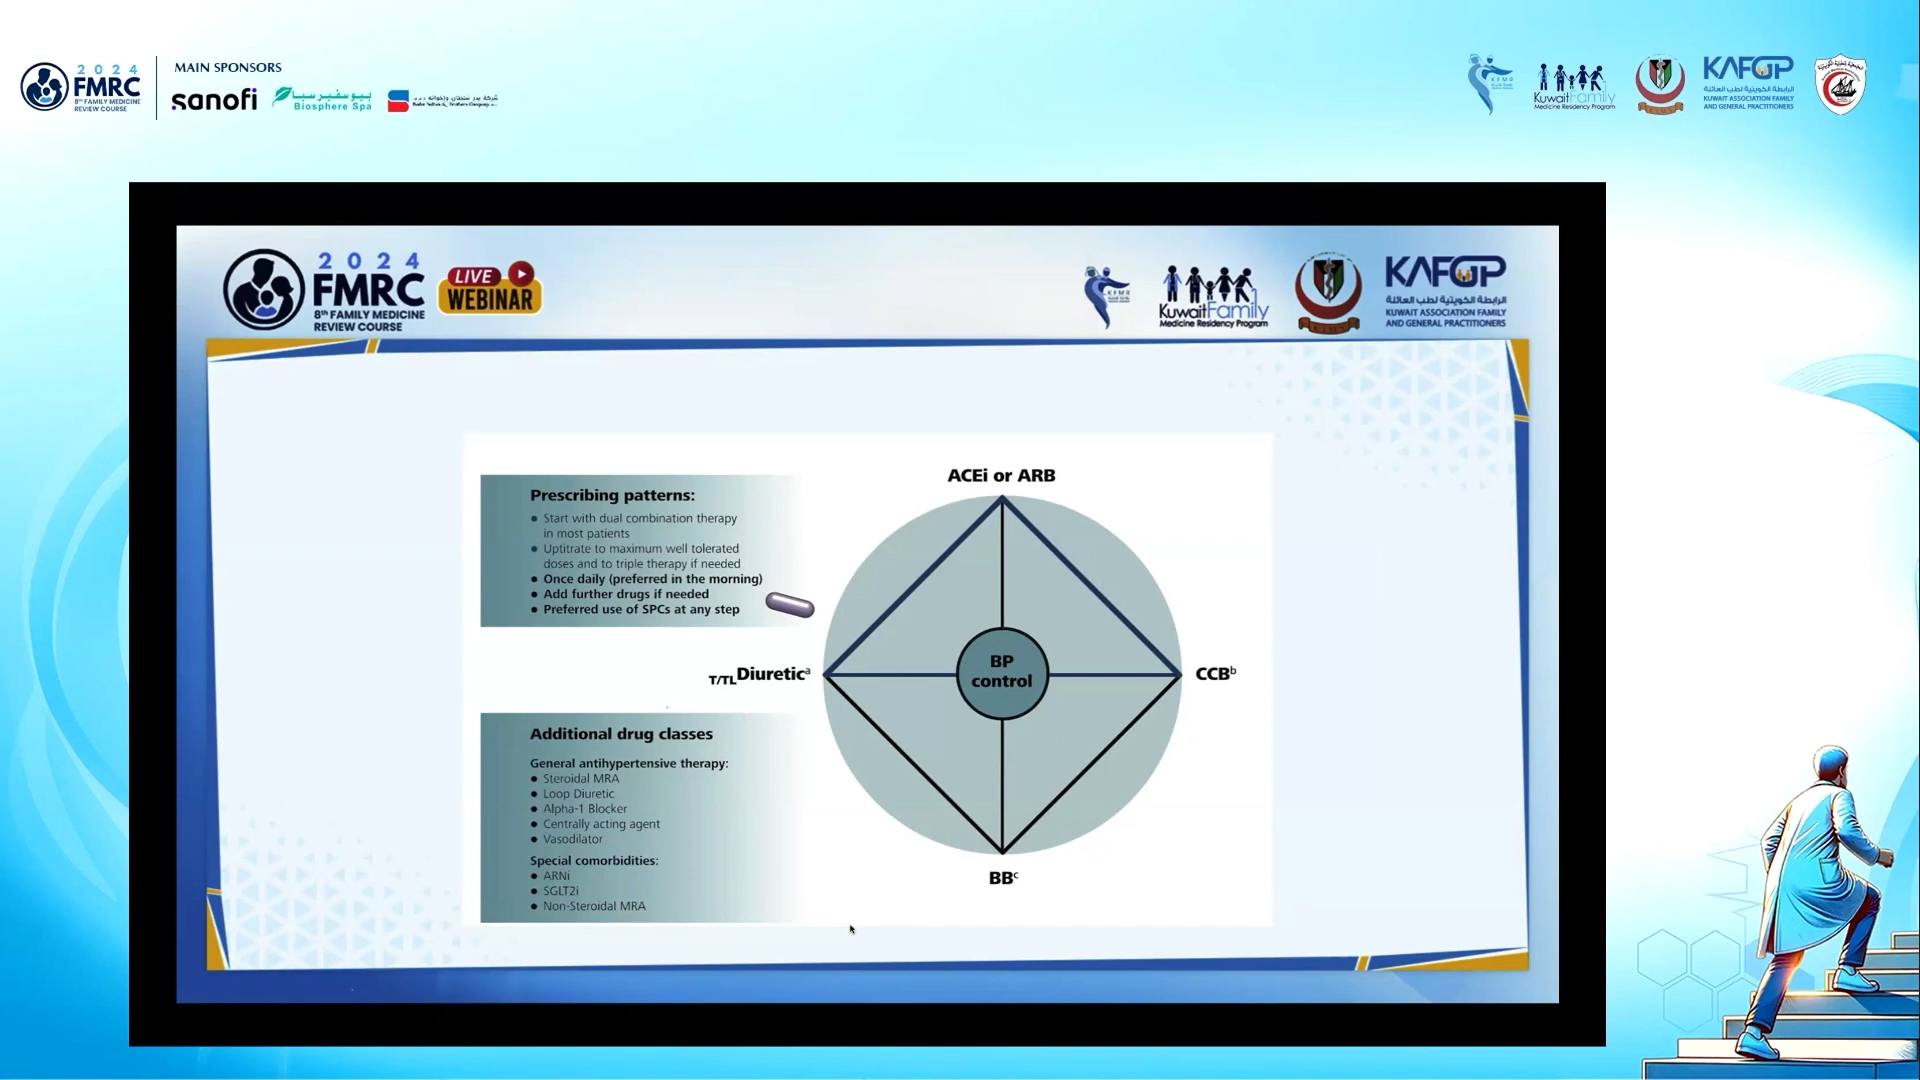 2024
FMRC
8th FAMILY MEDICINE
REVIEW COURSE
MAIN SPONSORS
sanofi
بيوسفير سبا
Biosphere Spa
KuwaitFamily
Medicine Residency Program
KAFGP
الرابطة الكويتية لطب العائلة
KUWAIT ASSOCIATION FAMILY
AND GENERAL PRACTITIONERS
2024
FMRC
8th FAMILY MEDICINE
REVIEW COURSE
LIVE
WEBINAR
KFMR
KuwaitFamily
Medicine Residency Program
KAFGP
الرابطة الكويتية لطب العائلة
KUWAIT ASSOCIATION FAMILY
AND GENERAL PRACTITIONERS
Prescribing patterns:
● Start with dual combination therapy
in most patients
● Uptitrate to maximum well tolerated
doses and to triple therapy if needed
● Once daily (preferred in the morning)
● Add further drugs if needed
● Preferred use of SPCs at any step
ACEi or ARB
T/TLDiureticᵃ
BP
control
CCBᵇ
BBᶜ
Additional drug classes
General antihypertensive therapy:
● Steroidal MRA
● Loop Diuretic
● Alpha-1 Blocker
● Centrally acting agent
● Vasodilator
Special comorbidities:
● ARNi
● SGLT2i
● Non-Steroidal MRA